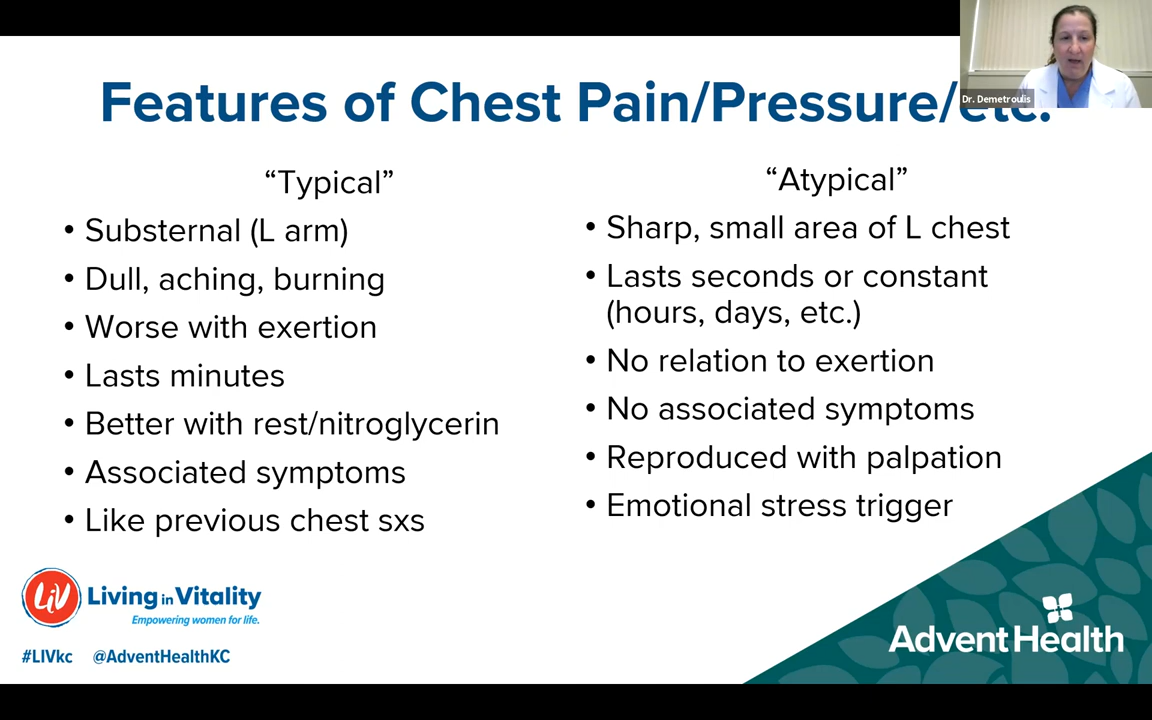 Features of Chest Pain/Pressure/etc.
Dr. Demetroulis
“Typical”
• Substernal (L arm)
• Dull, aching, burning
• Worse with exertion
• Lasts minutes
• Better with rest/nitroglycerin
• Associated symptoms
• Like previous chest sxs
“Atypical”
• Sharp, small area of L chest
• Lasts seconds or constant
(hours, days, etc.)
• No relation to exertion
• No associated symptoms
• Reproduced with palpation
• Emotional stress trigger
LiV
Living in Vitality
Empowering women for life.
#LIVkc @AdventHealthKC
Advent Health